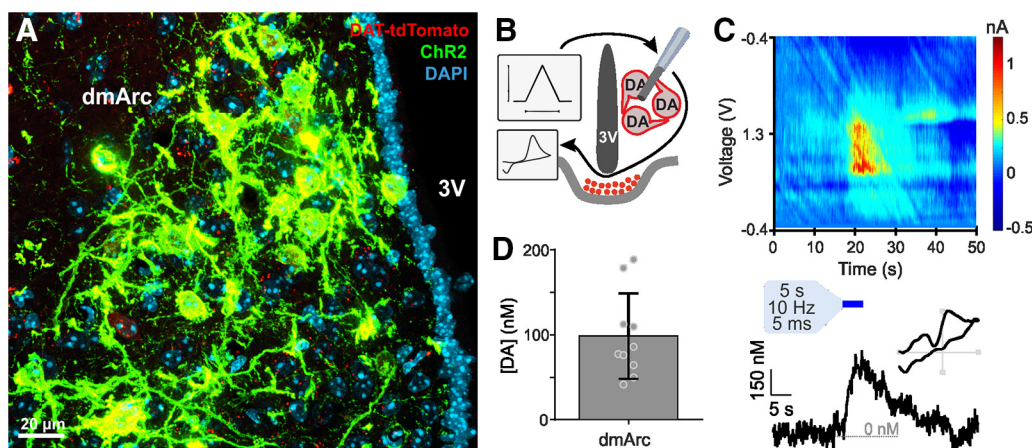 A
DAT-tdTomato
ChR2
DAPI
dmArc
3V
20 µm
B
DA
DA
DA
3V
C
nA
-0.4
1.3
-0.4
Voltage (V)
0 10 20 30 40 50
Time (s)
1
0.5
0
-0.5
5 s
10 Hz
5 ms
150 nM
5 s
0 nM
D
200
100
0
[DA] (nM)
dmArc